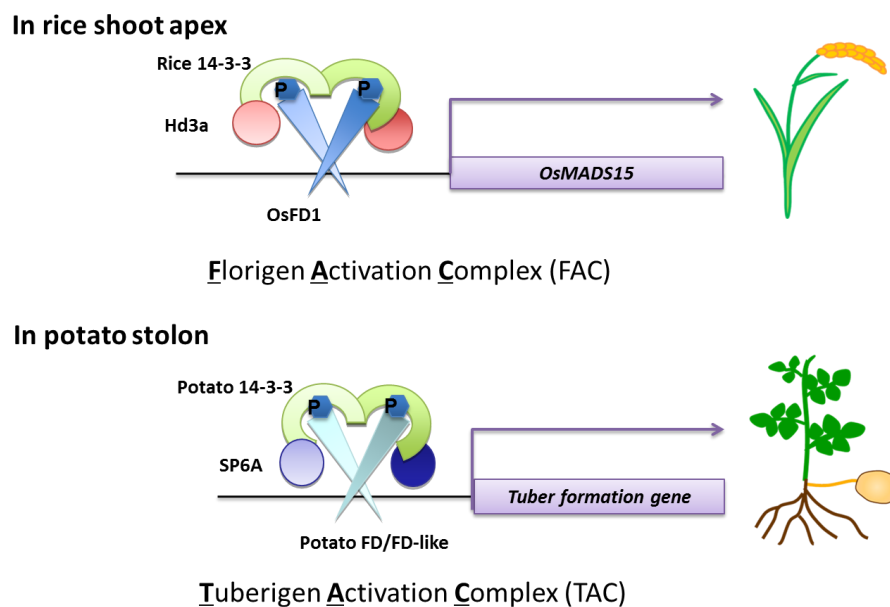 In rice shoot apex
Rice 14-3-3
P
P
Hd3a
OsMADS15
OsFD1
Florigen Activation Complex (FAC)
In potato stolon
Potato 14-3-3
P
P
SP6A
Tuber formation gene
Potato FD/FD-like
Tuberigen Activation Complex (TAC)